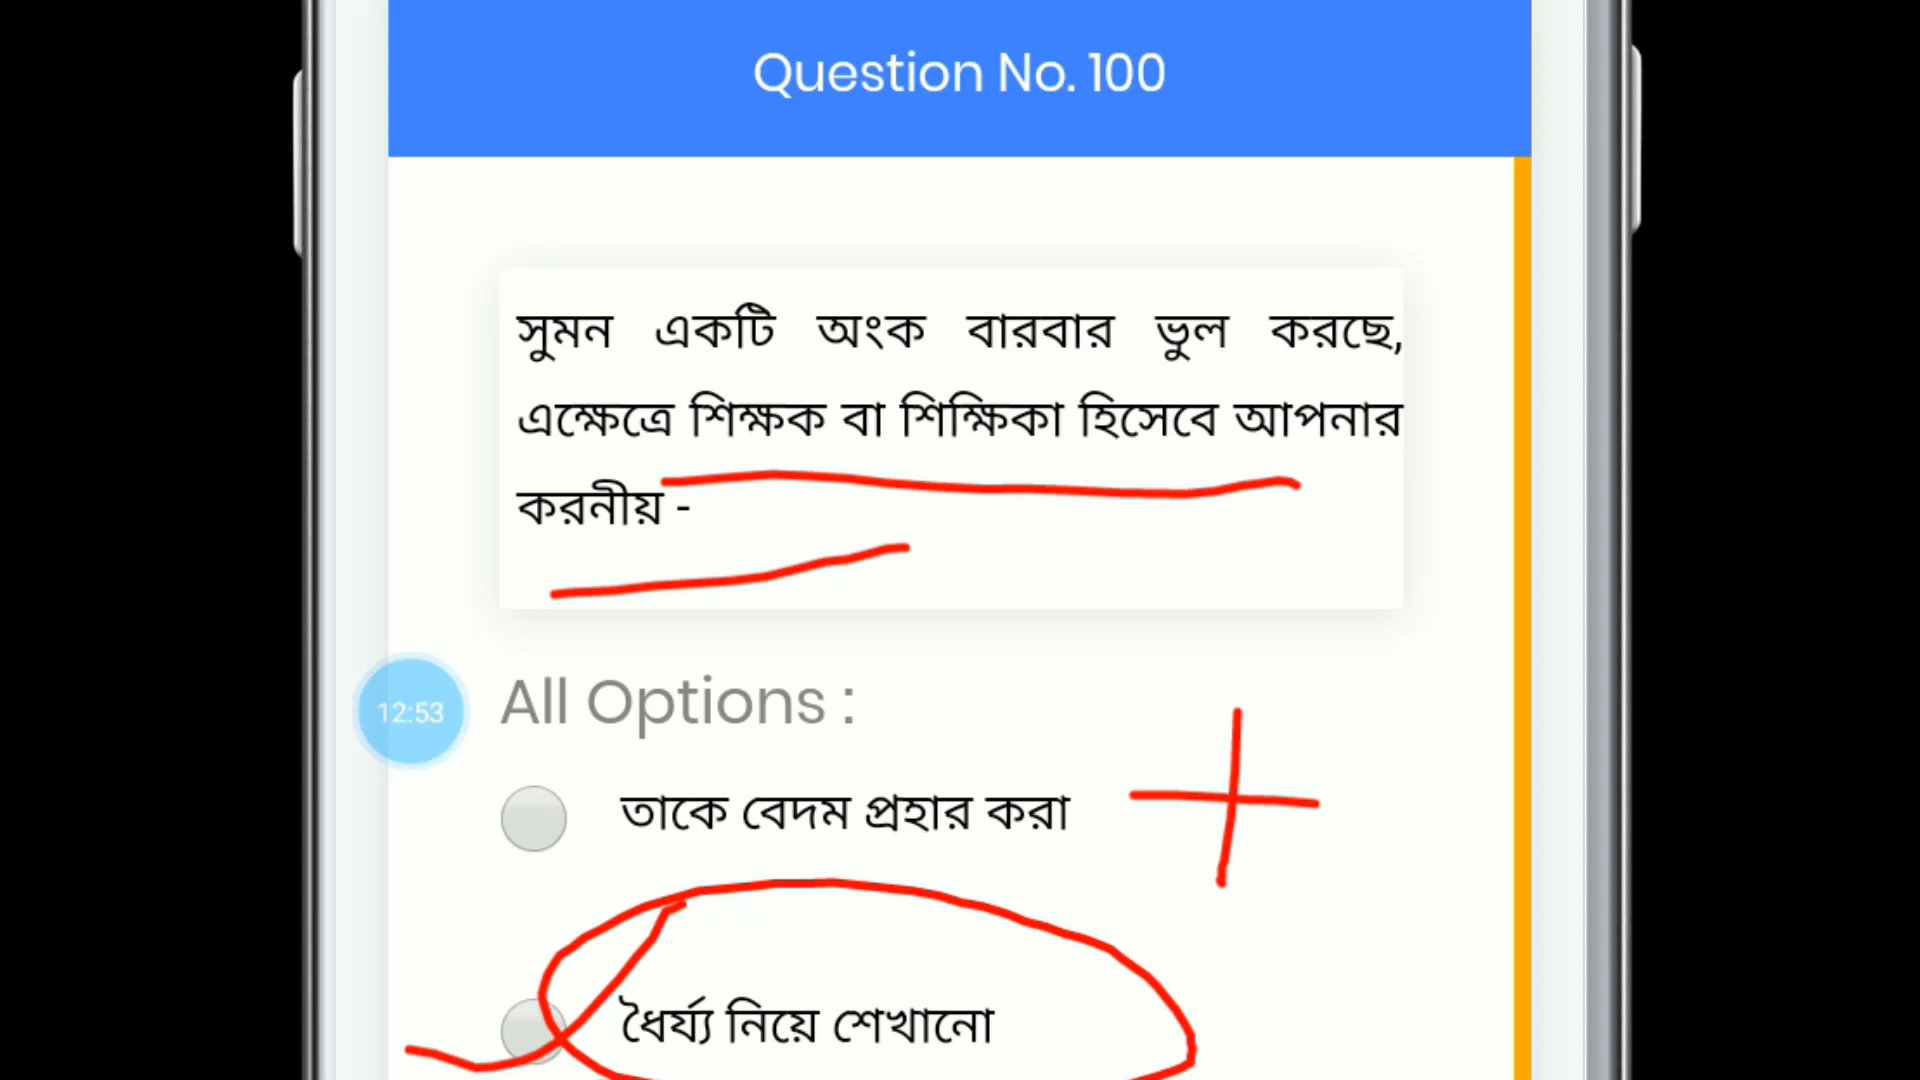 Question No. 100
সুমন একটি অংক বারবার ভুল করছে,
এক্ষেত্রে শিক্ষক বা শিক্ষিকা হিসেবে আপনার
করনীয় -
12:53
All Options :
তাকে বেদম প্রহার করা
ধৈর্য্য নিয়ে শেখানো